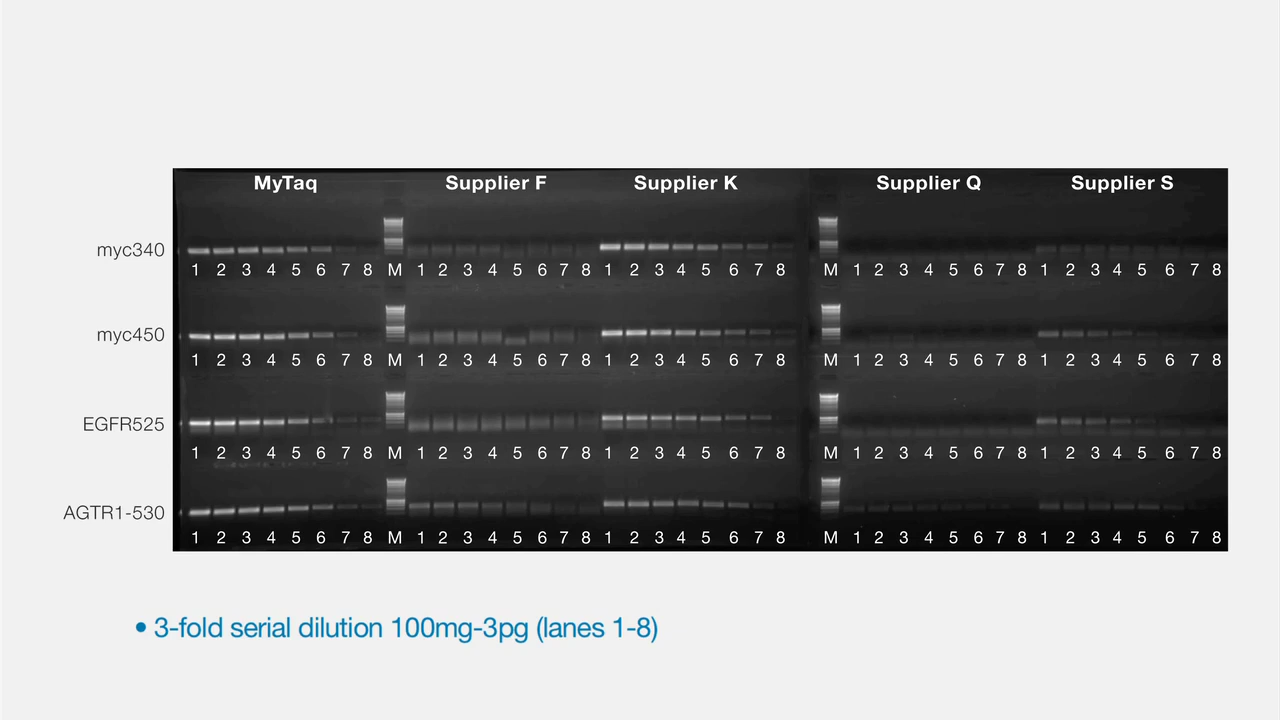 MyTaq Supplier F Supplier K Supplier Q Supplier S
myc340
1 2 3 4 5 6 7 8 M 1 2 3 4 5 6 7 8 1 2 3 4 5 6 7 8 M 1 2 3 4 5 6 7 8 1 2 3 4 5 6 7 8
myc450
1 2 3 4 5 6 7 8 M 1 2 3 4 5 6 7 8 1 2 3 4 5 6 7 8 M 1 2 3 4 5 6 7 8 1 2 3 4 5 6 7 8
EGFR525
1 2 3 4 5 6 7 8 M 1 2 3 4 5 6 7 8 1 2 3 4 5 6 7 8 M 1 2 3 4 5 6 7 8 1 2 3 4 5 6 7 8
AGTR1-530
1 2 3 4 5 6 7 8 M 1 2 3 4 5 6 7 8 1 2 3 4 5 6 7 8 M 1 2 3 4 5 6 7 8 1 2 3 4 5 6 7 8
• 3-fold serial dilution 100mg-3pg (lanes 1-8)